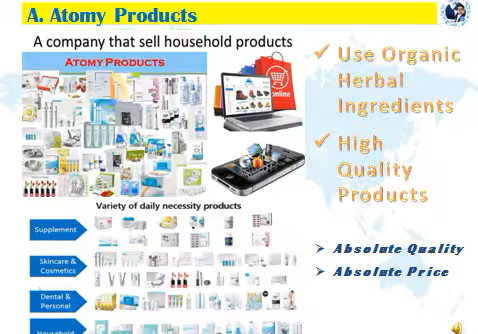 A. Atomy Products
A company that sell household products
ATOMY PRODUCTS
online
✓ Use Organic
Herbal
Ingredients
✓ High
Quality
Products
Variety of daily necessity products
Supplement
Skincare &
Cosmetics
Dental &
Personal
Household
➤ Absolute Quality
➤ Absolute Price